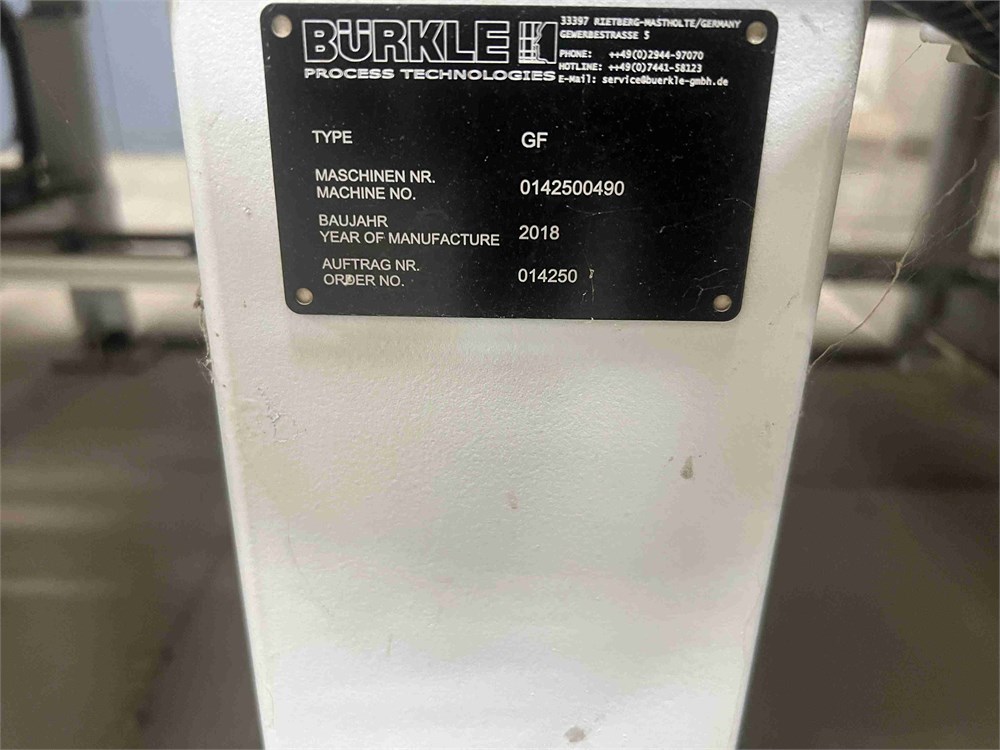 BÜRKLE
PROCESS TECHNOLOGIES
33397 RIETBERG-MASTHOLTE/GERMANY
GEWERBESTRASSE 5
PHONE: ++49(0)2944-97070
HOTLINE: ++49(0)7441-58123
E-Mail: service@buerkle-gmbh.de
TYPE GF
MASCHINEN NR.
MACHINE NO. 0142500490
BAUJAHR
YEAR OF MANUFACTURE 2018
AUFTRAG NR.
ORDER NO. 014250